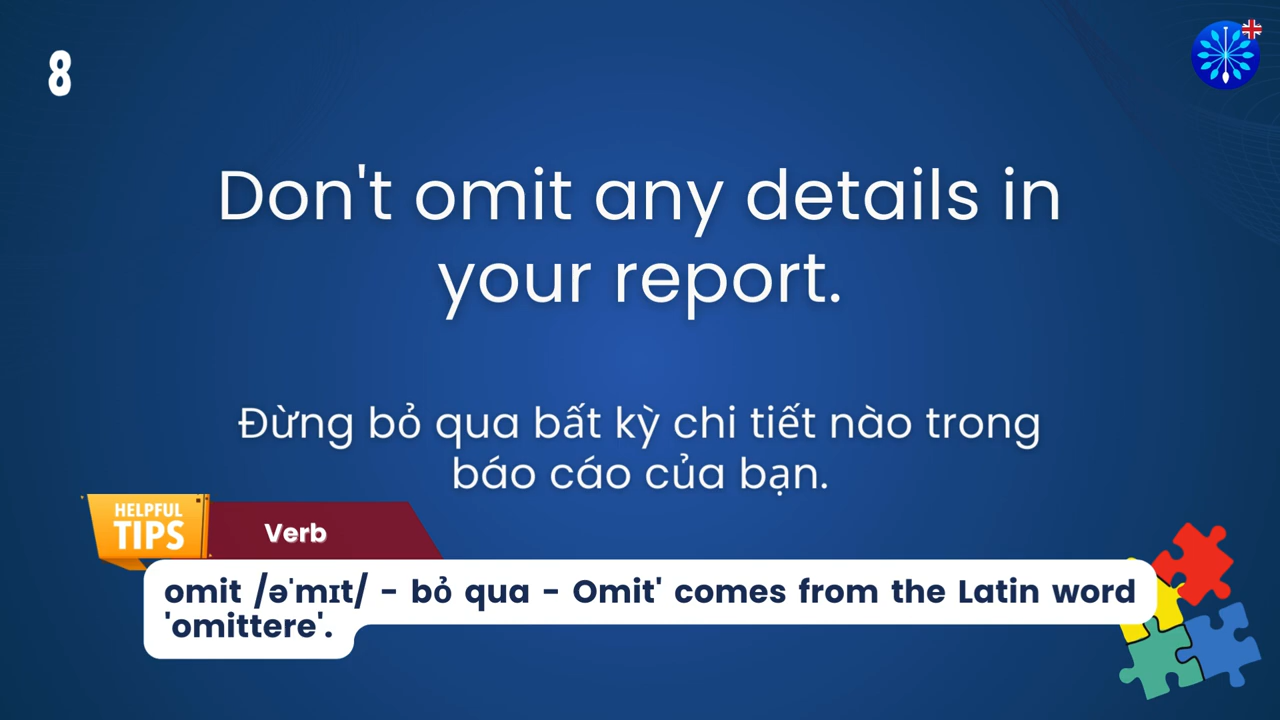 8
Don't omit any details in
your report.
Đừng bỏ qua bất kỳ chi tiết nào trong
báo cáo của bạn.
HELPFUL
TIPS
Verb
omit /əˈmɪt/ - bỏ qua - Omit' comes from the Latin word
'omittere'.